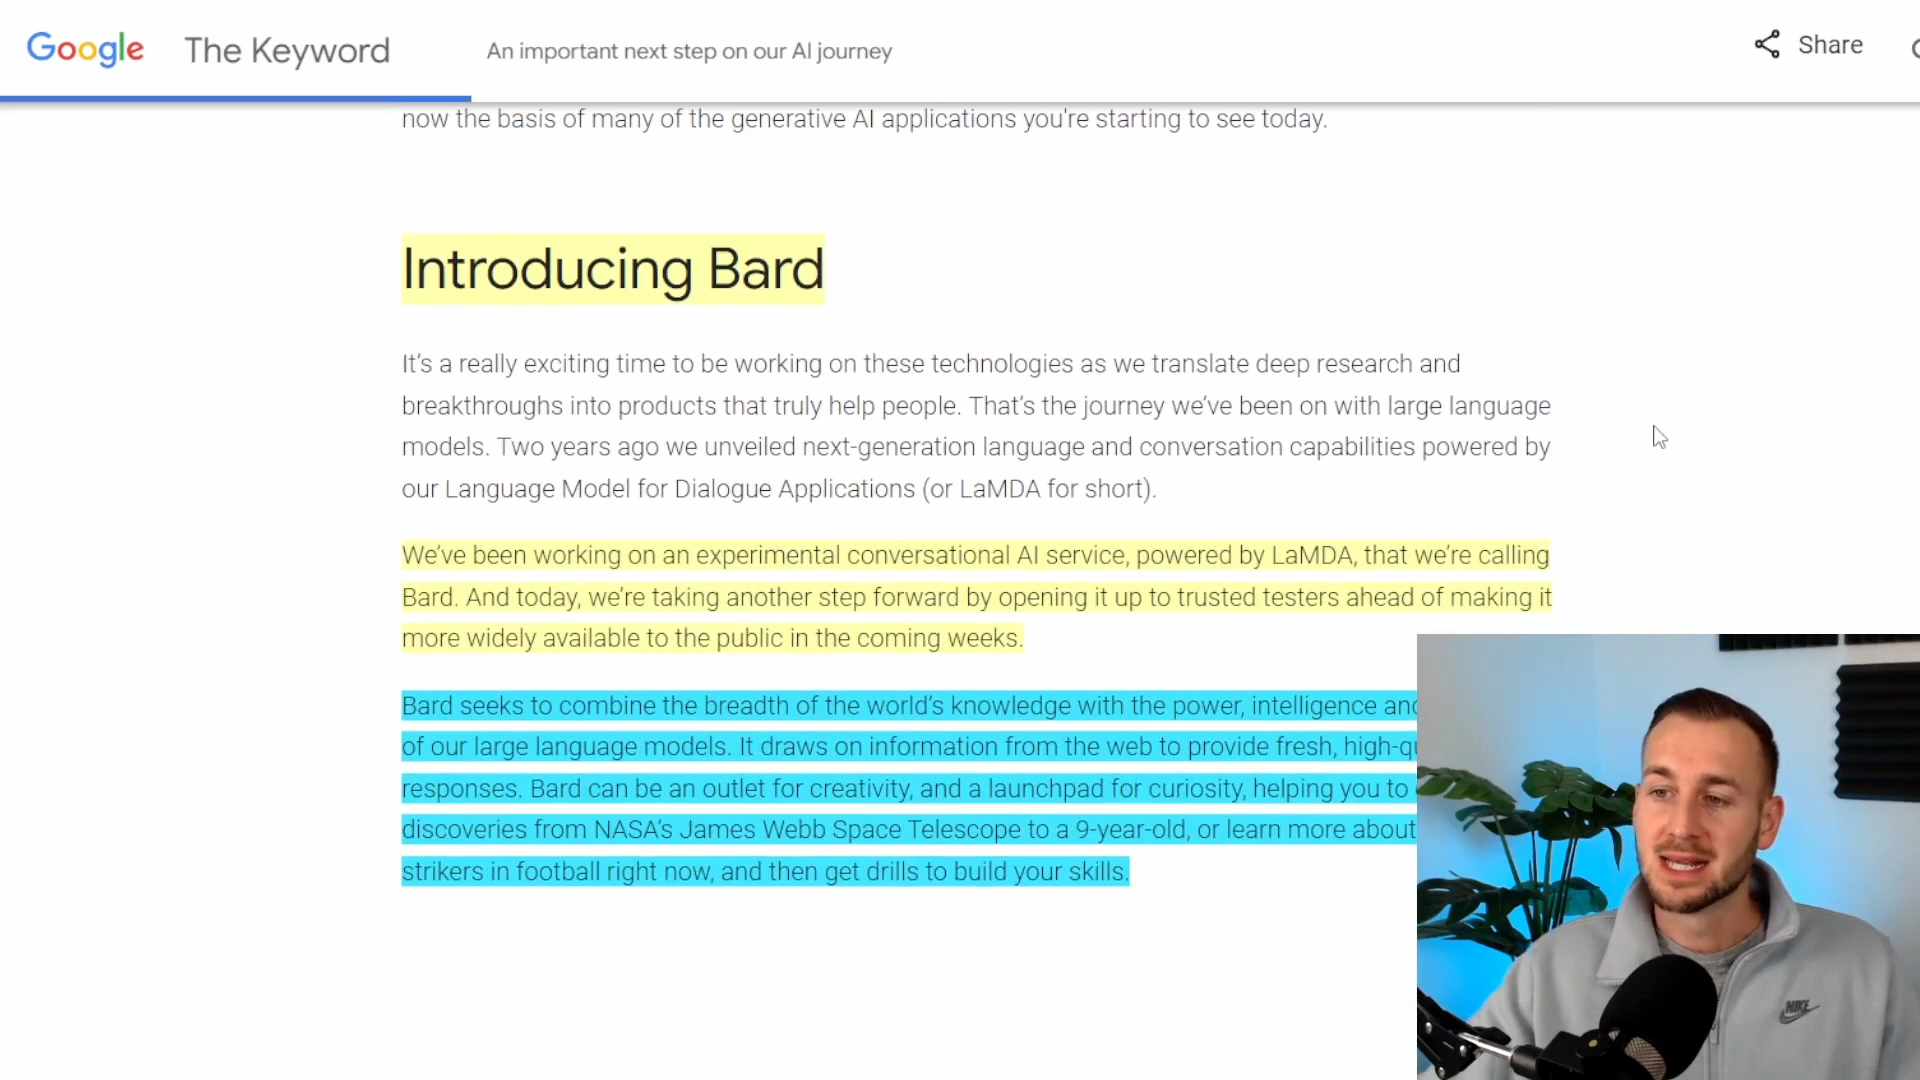 Google The Keyword An important next step on our AI journey Share
now the basis of many of the generative AI applications you're starting to see today.
Introducing Bard
It’s a really exciting time to be working on these technologies as we translate deep research and
breakthroughs into products that truly help people. That’s the journey we’ve been on with large language
models. Two years ago we unveiled next-generation language and conversation capabilities powered by
our Language Model for Dialogue Applications (or LaMDA for short).
We’ve been working on an experimental conversational AI service, powered by LaMDA, that we’re calling
Bard. And today, we’re taking another step forward by opening it up to trusted testers ahead of making it
more widely available to the public in the coming weeks.
Bard seeks to combine the breadth of the world’s knowledge with the power, intelligence
of our large language models. It draws on information from the web to provide fresh,
responses. Bard can be an outlet for creativity, and a launchpad for curiosity, helping you to
discoveries from NASA’s James Webb Space Telescope to a 9-year-old, or learn more about
strikers in football right now, and then get drills to build your skills.
NIKE